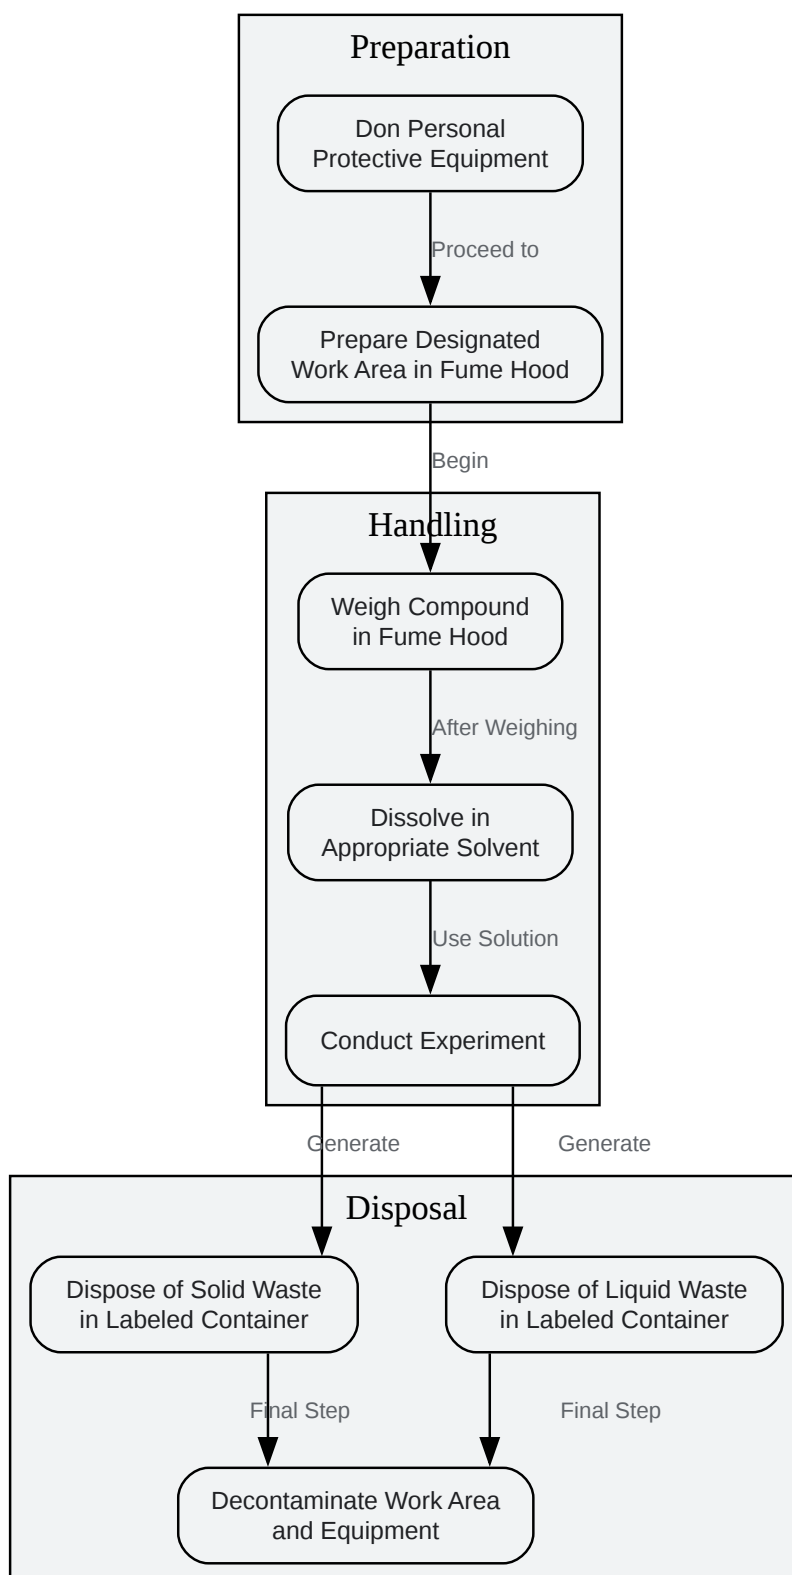 Preparation
Don Personal
Protective Equipment
Proceed to
Prepare Designated
Work Area in Fume Hood
Begin
Handling
Weigh Compound
in Fume Hood
After Weighing
Dissolve in
Appropriate Solvent
Use Solution
Conduct Experiment
Generate
Generate
Disposal
Dispose of Solid Waste
in Labeled Container
Dispose of Liquid Waste
in Labeled Container
Final Step
Final Step
Decontaminate Work Area
and Equipment